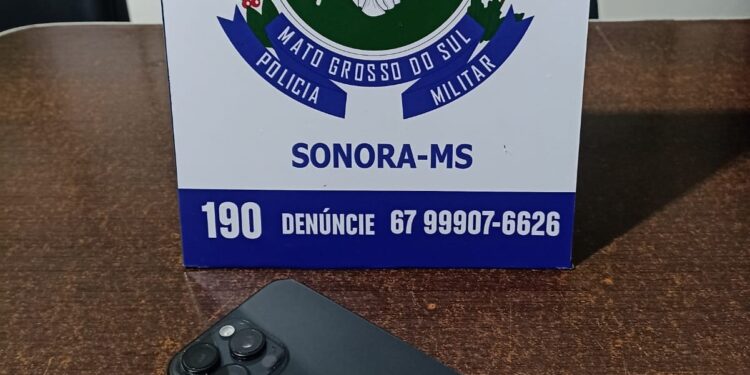 MATO GROSSO DO SUL
POLICIA MILITAR
SONORA-MS
190 DENÚNCIE 67 99907-6626